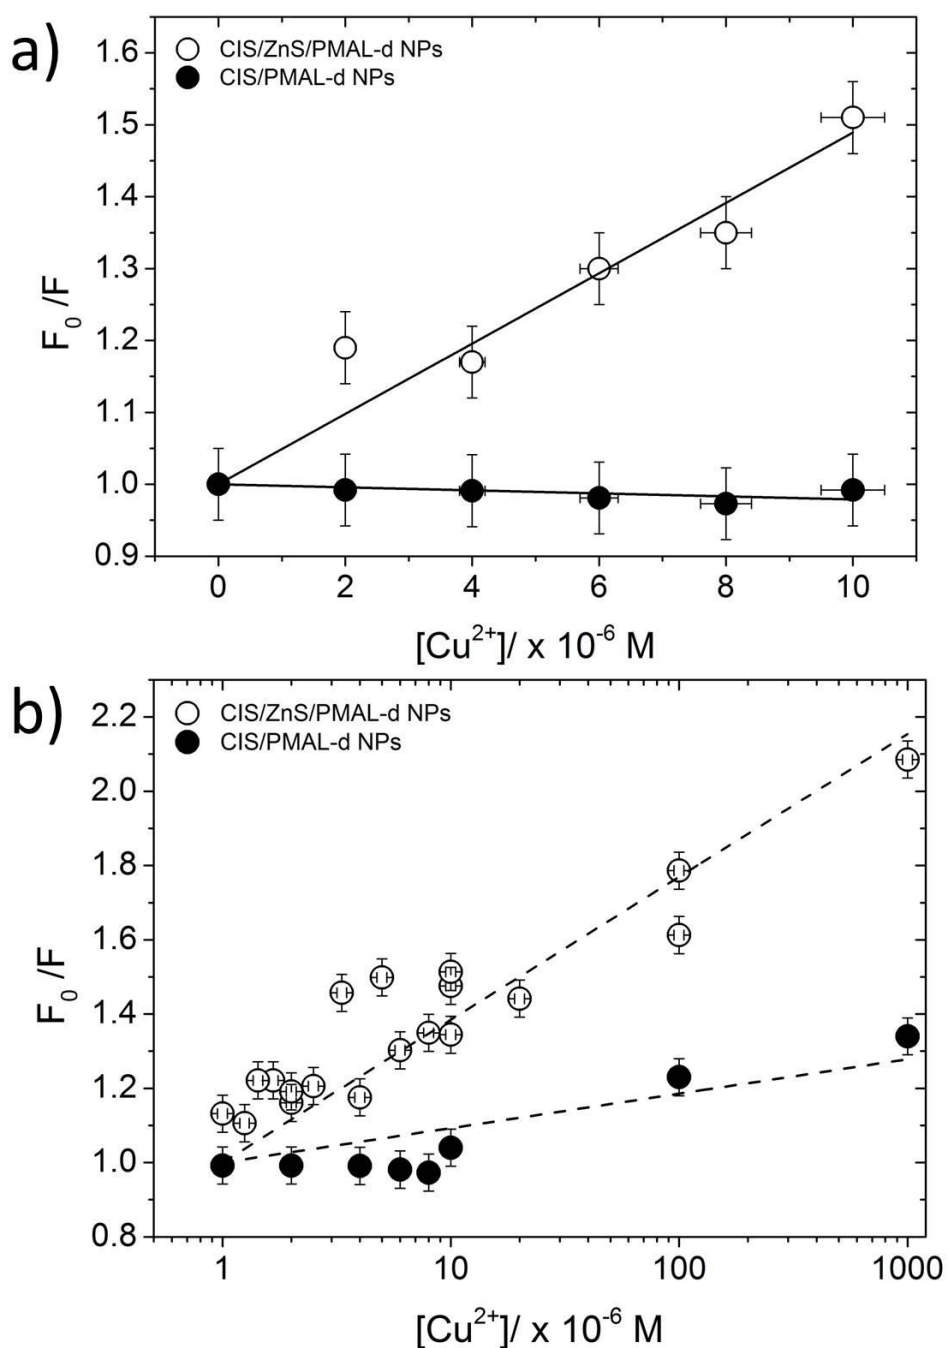 a)
CIS/ZnS/PMAL-d NPs
CIS/PMAL-d NPs
1.6
1.5
1.4
1.3
1.2
1.1
1.0
0.9
F₀/F
0 2 4 6 8 10
[Cu²⁺]/ x 10⁻⁶ M
b)
CIS/ZnS/PMAL-d NPs
CIS/PMAL-d NPs
2.2
2.0
1.8
1.6
1.4
1.2
1.0
0.8
F₀/F
1 10 100 1000
[Cu²⁺]/ x 10⁻⁶ M